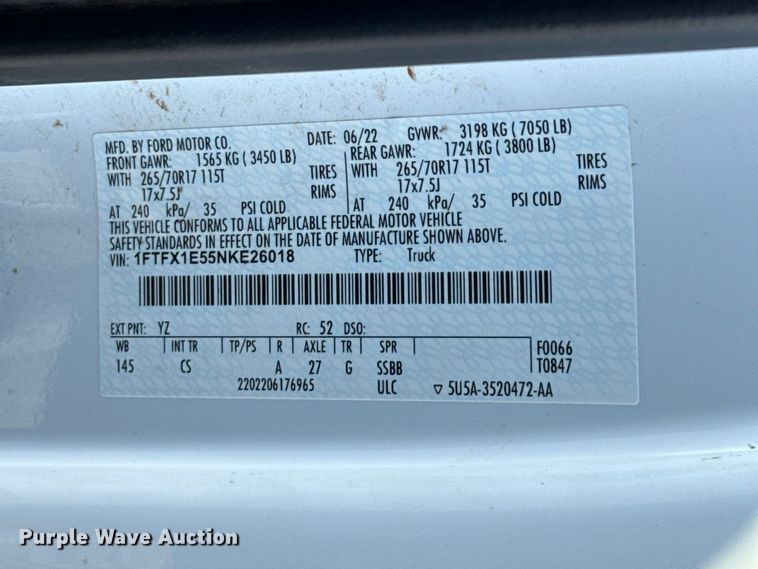 MFD. BY FORD MOTOR CO. DATE: 06/22 GVWR: 3198 KG ( 7050 LB)
FRONT GAWR: 1565 KG ( 3450 LB) REAR GAWR: 1724 KG ( 3800 LB)
WITH 265/70R17 115T TIRES WITH 265/70R17 115T TIRES
17x7.5J RIMS 17x7.5J RIMS
AT 240 kPa/ 35 PSI COLD AT 240 kPa/ 35 PSI COLD
THIS VEHICLE CONFORMS TO ALL APPLICABLE FEDERAL MOTOR VEHICLE
SAFETY STANDARDS IN EFFECT ON THE DATE OF MANUFACTURE SHOWN ABOVE.
VIN: 1FTFX1E55NKE26018 TYPE: Truck
EXT PNT: YZ RC: 52 DSO:
WB INT TR TP/PS R AXLE TR SPR F0066
145 CS A 27 G SSBB T0847
2202206176965 ULC ▽ 5U5A-3520472-AA
Purple Wave Auction